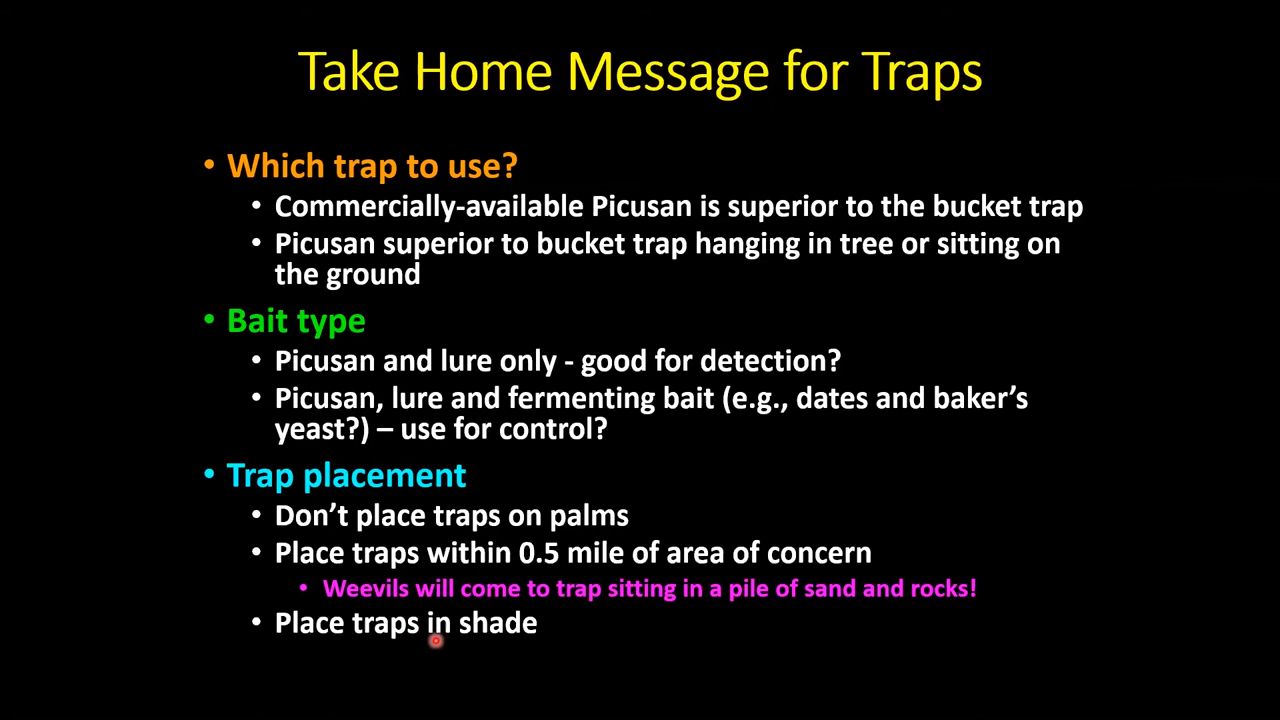 Take Home Message for Traps
• Which trap to use?
• Commercially-available Picusan is superior to the bucket trap
• Picusan superior to bucket trap hanging in tree or sitting on
the ground
• Bait type
• Picusan and lure only - good for detection?
• Picusan, lure and fermenting bait (e.g., dates and baker’s
yeast?) – use for control?
• Trap placement
• Don’t place traps on palms
• Place traps within 0.5 mile of area of concern
• Weevils will come to trap sitting in a pile of sand and rocks!
• Place traps in shade